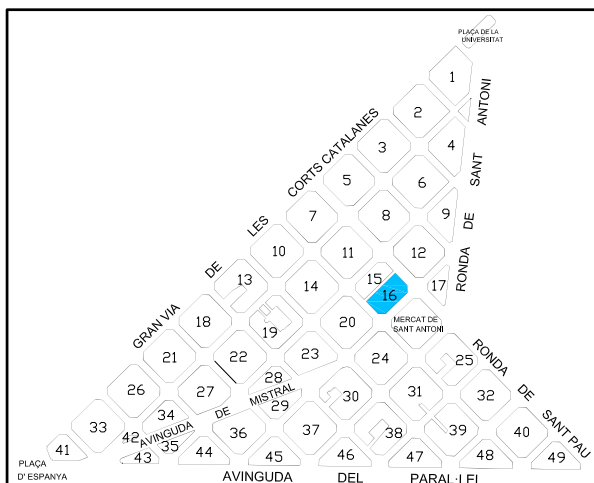 PLAÇA DE LA
UNIVERSITAT
1
ANTONI
2
CORTS CATALANES
3
4
SANT
5
6
7
8
9
DE
LES
10
11
12
RONDA
DE
13
14
15
16
17
GRAN VIA
18
19
20
MERCAT DE
SANT ANTONI
21
22
23
24
25
RONDA
26
27
28
MISTRAL
29
30
31
32
DE
DE
SANT PAU
33
34
AVINGUDA
35
36
37
38
39
40
41
42
43
44
45
46
47
48
49
PLAÇA
D' ESPANYA
AVINGUDA DEL PARAL·LEL